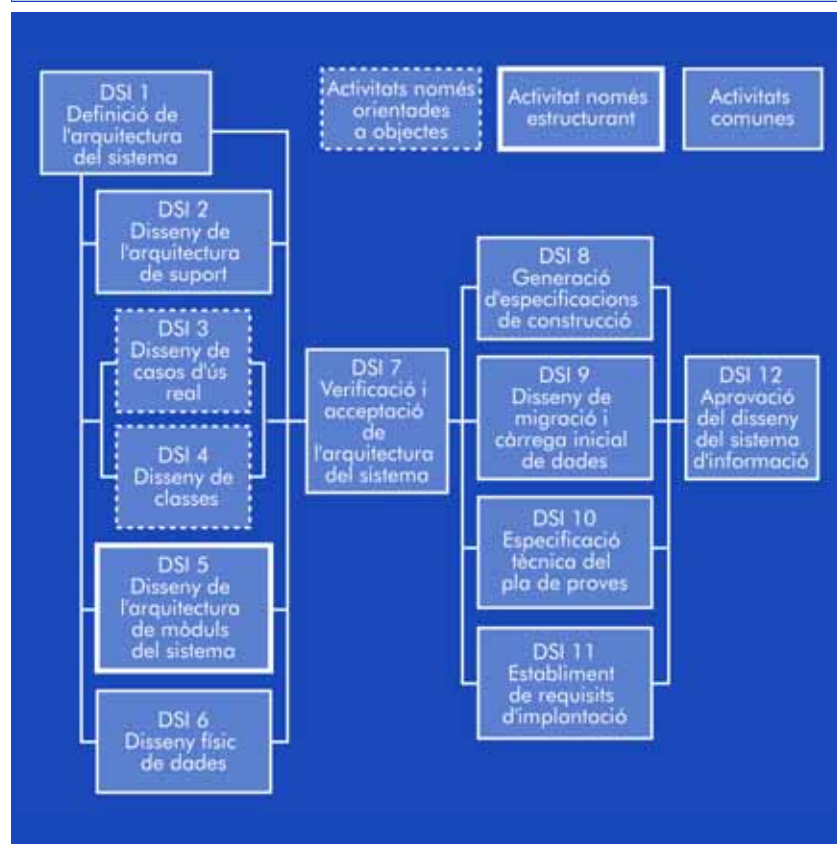 DSI 1
Definició de
l'arquitectura
del sistema
Activitats només
orientades
a objectes
Activitat només
estructurant
Activitats
comunes
DSI 2
Disseny de
l'arquitectura
de suport
DSI 3
Disseny de
casos d'ús
real
DSI 4
Disseny de
classes
DSI 5
Disseny de
l'arquitectura
de mòduls
del sistema
DSI 6
Disseny físic
de dades
DSI 7
Verificació i
acceptació
de
l'arquitectura
del sistema
DSI 8
Generació
d'especificacions
de construcció
DSI 9
Disseny de
migració i
càrrega inicial
de dades
DSI 10
Especificació
tècnica del
pla de proves
DSI 11
Establiment
de requisits
d'implantació
DSI 12
Aprovació
del disseny
del sistema
d'informació